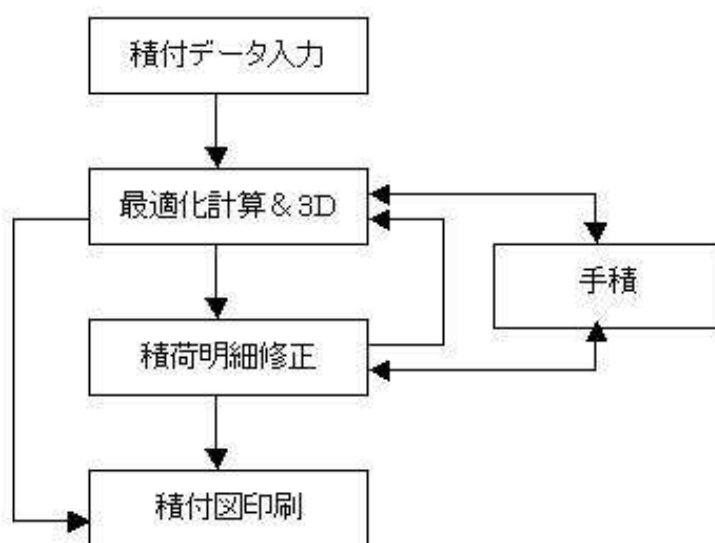 積付データ入力
最適化計算＆3D
手積
積荷明細修正
積付図印刷